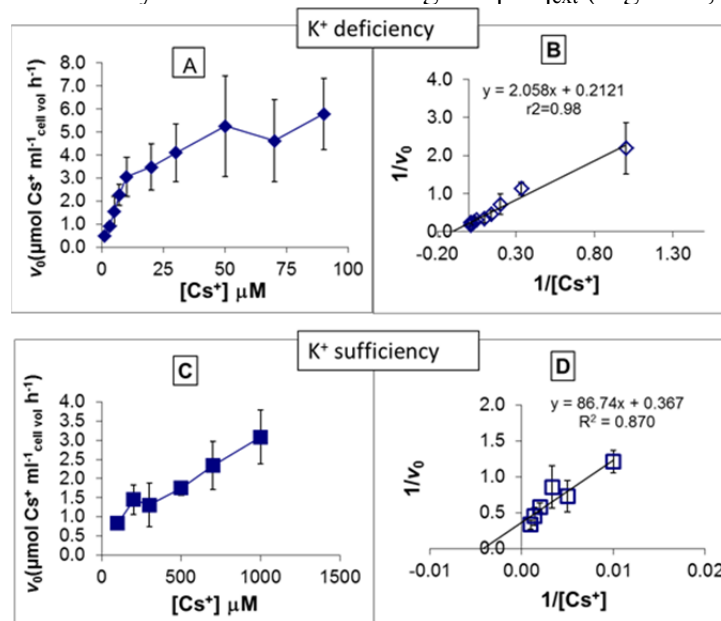 K⁺ deficiency
A
8.0
7.0
6.0
5.0
4.0
3.0
2.0
1.0
0.0
v₀(μmol Cs⁺ ml⁻¹cell vol h⁻¹)
0
25
50
75
100
[Cs⁺] μM
B
y = 2.058x + 0.2121
r2=0.98
4.0
3.0
2.0
1.0
0.0
1/v₀
-0.20
0.30
0.80
1.30
1/[Cs⁺]
K⁺ sufficiency
C
4.0
3.5
3.0
2.5
2.0
1.5
1.0
0.5
0.0
v₀(μmol Cs⁺ ml⁻¹cell vol h⁻¹)
0
500
1000
1500
[Cs⁺] μM
D
y = 86.74x + 0.367
R² = 0.870
2.0
1.5
1.0
0.5
0.0
1/v₀
-0.01
0.00
0.01
0.02
1/[Cs⁺]